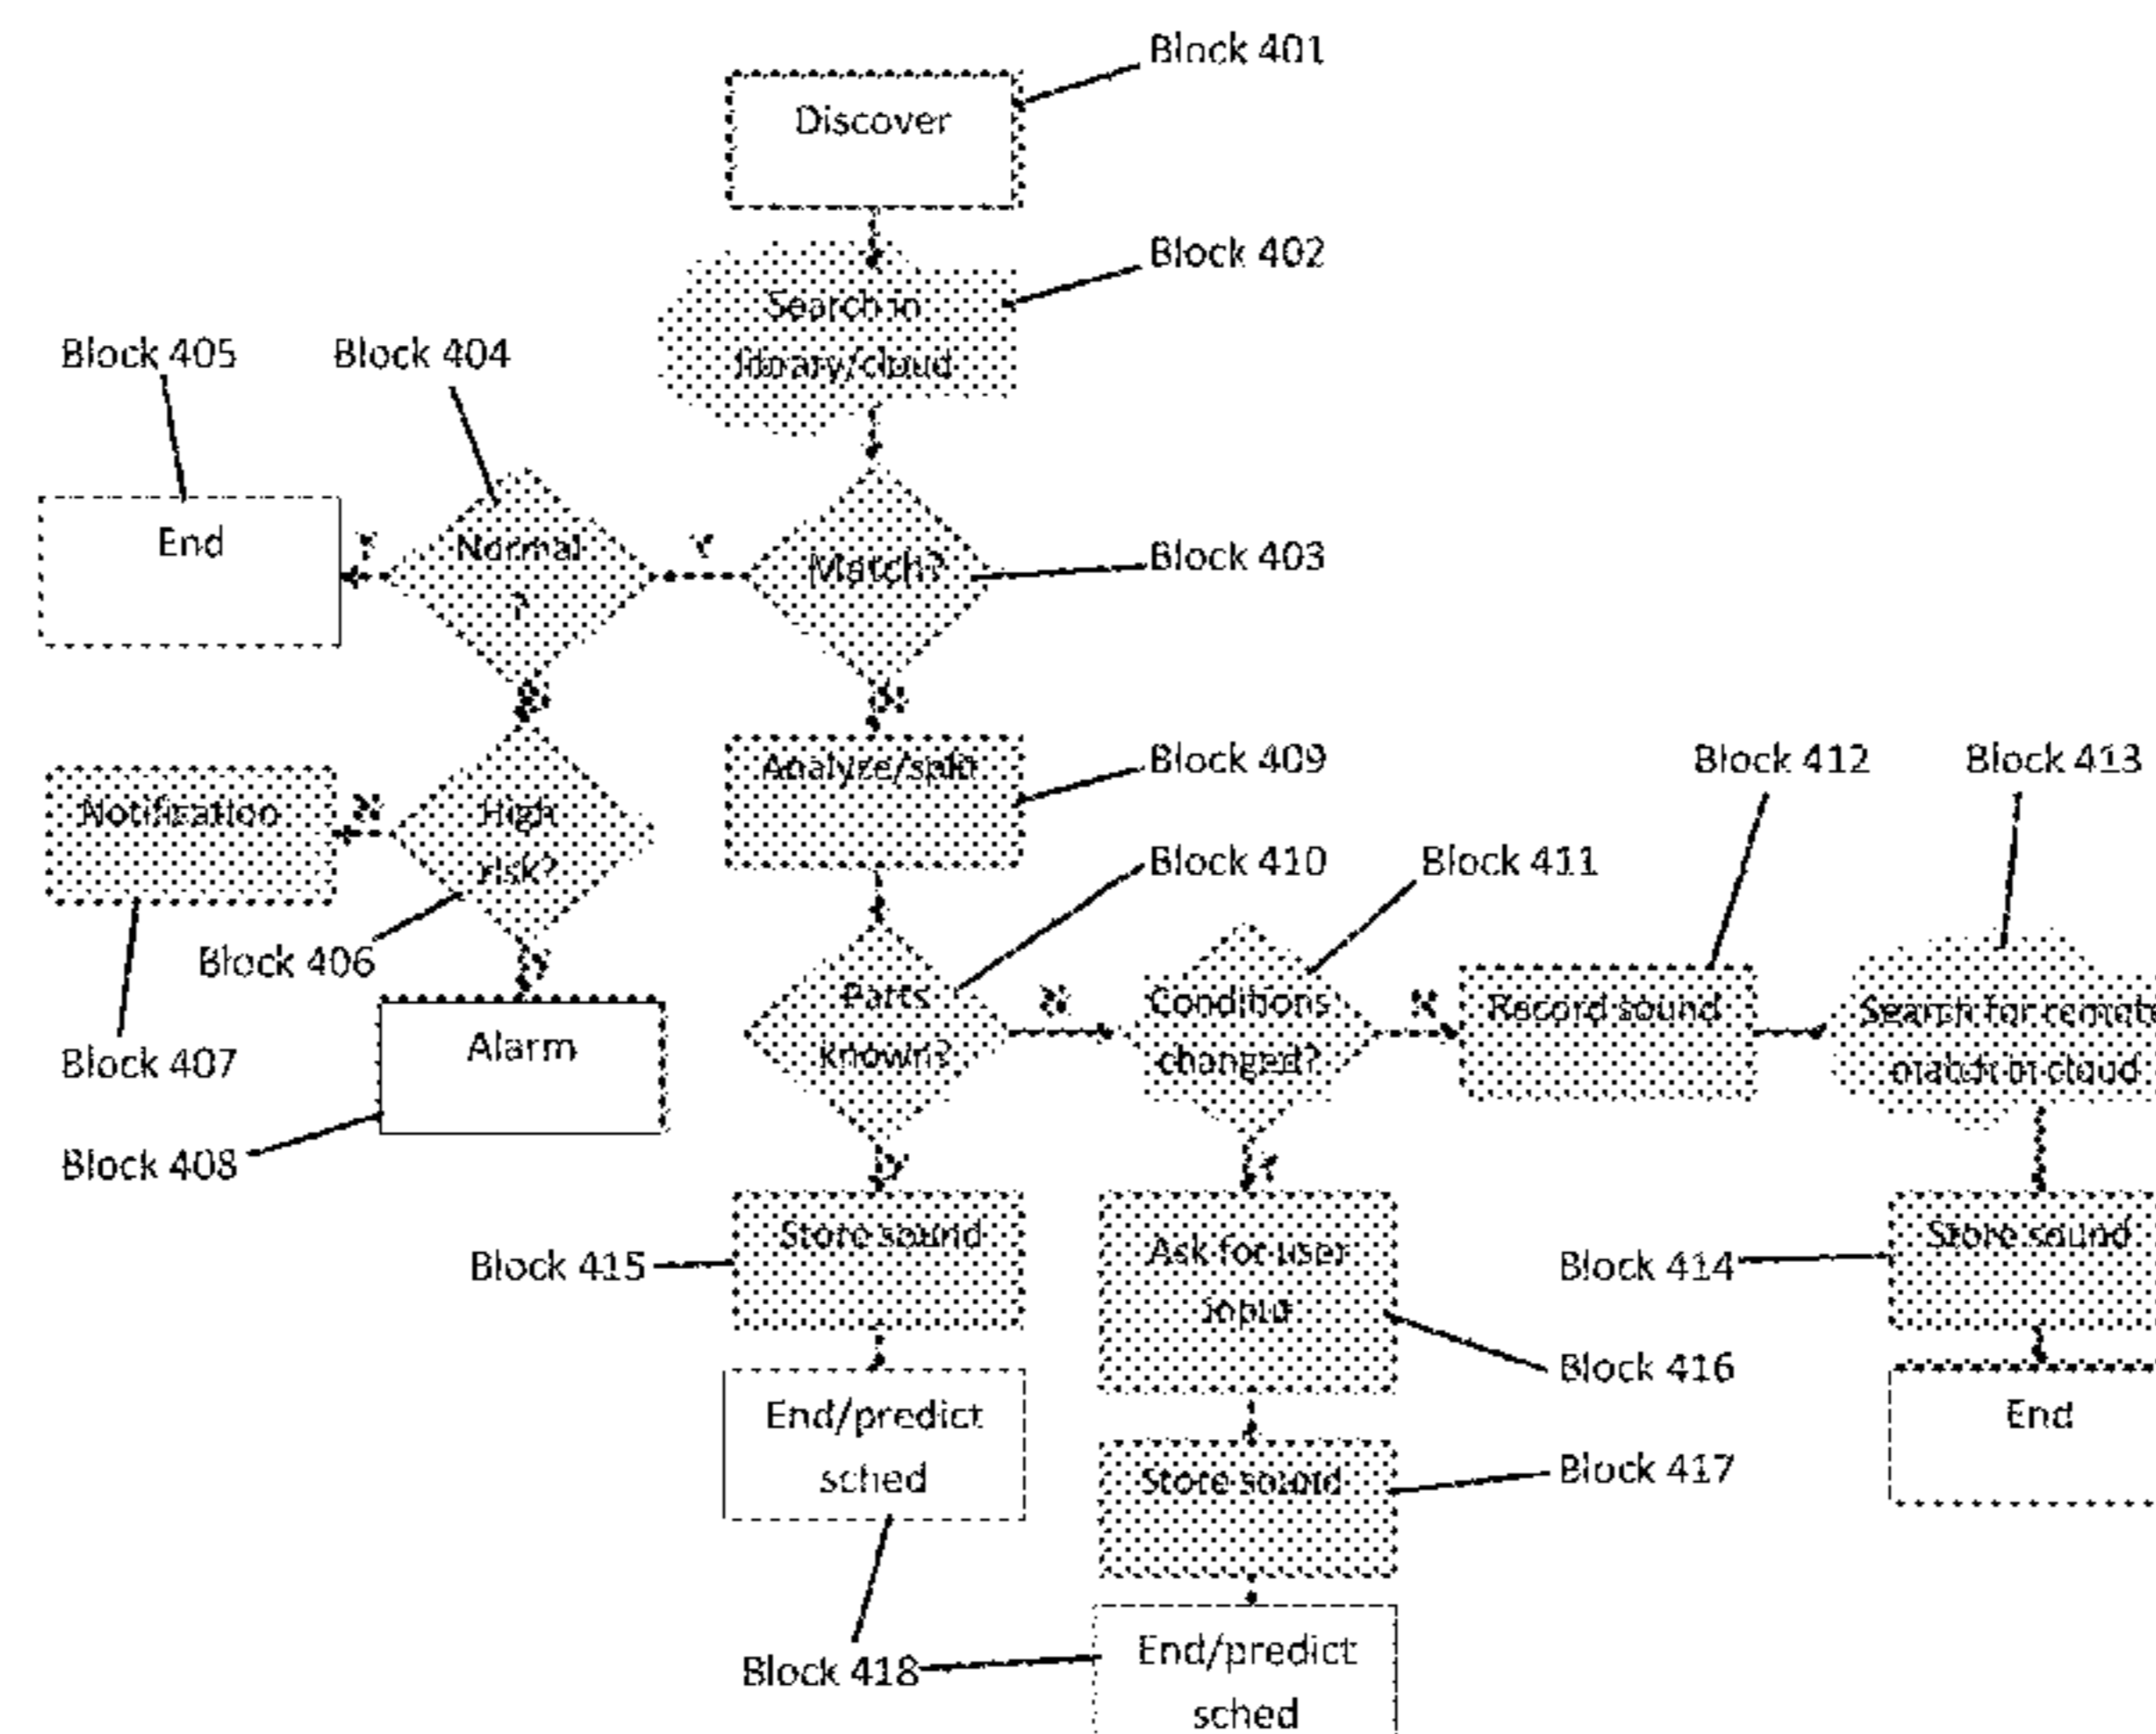 Block 401
Discover
Block 402
Search in
library/cloud
Block 405
Block 404
End
Y
Normal
?
Y
Match?
Block 403
N
N
Notification
N
High
risk?
Analyze/split
Block 409
Block 412
Block 413
Block 410
Block 411
Block 406
Y
Alarm
Block 407
Block 408
Parts
known?
N
Conditions
changed?
N
Record sound
Search for remote
match in cloud
Y
Y
Block 415
Store sound
Ask for user
input
Block 414
Store sound
Block 416
End/predict
sched
End
Store sound
Block 417
Block 418
End/predict
sched